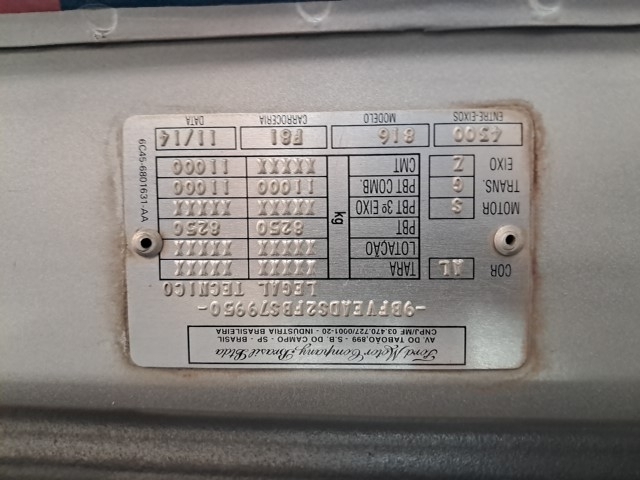 Ford Motor Company Brasil Ltda
AV. DO TABOÃO,899 - S.B. DO CAMPO - SP - BRASIL
CNPJ/MF 03.470.727/0001-20 - INDUSTRIA BRASILEIRA
-9BFVEADS2FBS79950-
LEGAL TECNICO
COR AL TARA XXXXX XXXXX
LOTAÇÃO XXXXX XXXXX
PBT 8250 8250
MOTOR S PBT 3º EIXO kg XXXXX XXXXX
TRANS. G PBT COMB. 11000 11000
EIXO Z CMT XXXXX 11000
4300 816 F81 11/14
ENTRE-EIXOS MODELO CARROCERIA DATA
6C45-6801631-AA